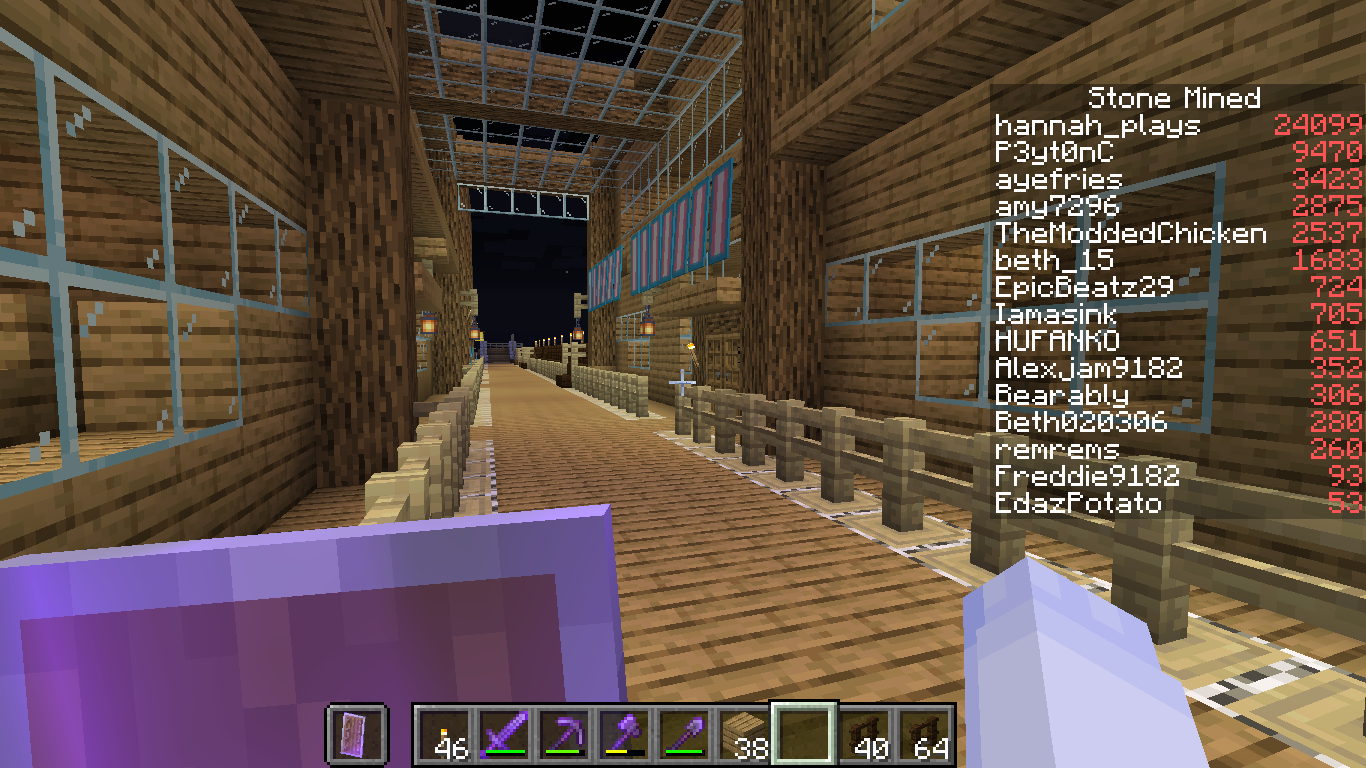 Stone Mined
hannah_plays 24099
P3yt0nC 9470
ayefries 3423
amy7296 2875
TheModdedChicken 2537
beth_15 1683
EpicBeatz29 724
Iamasink 705
HUFANKO 651
Alexjam9182 352
Bearably 306
Beth020306 280
remrems 260
Freddie9182 93
EdazPotato 53
46 38 40 64